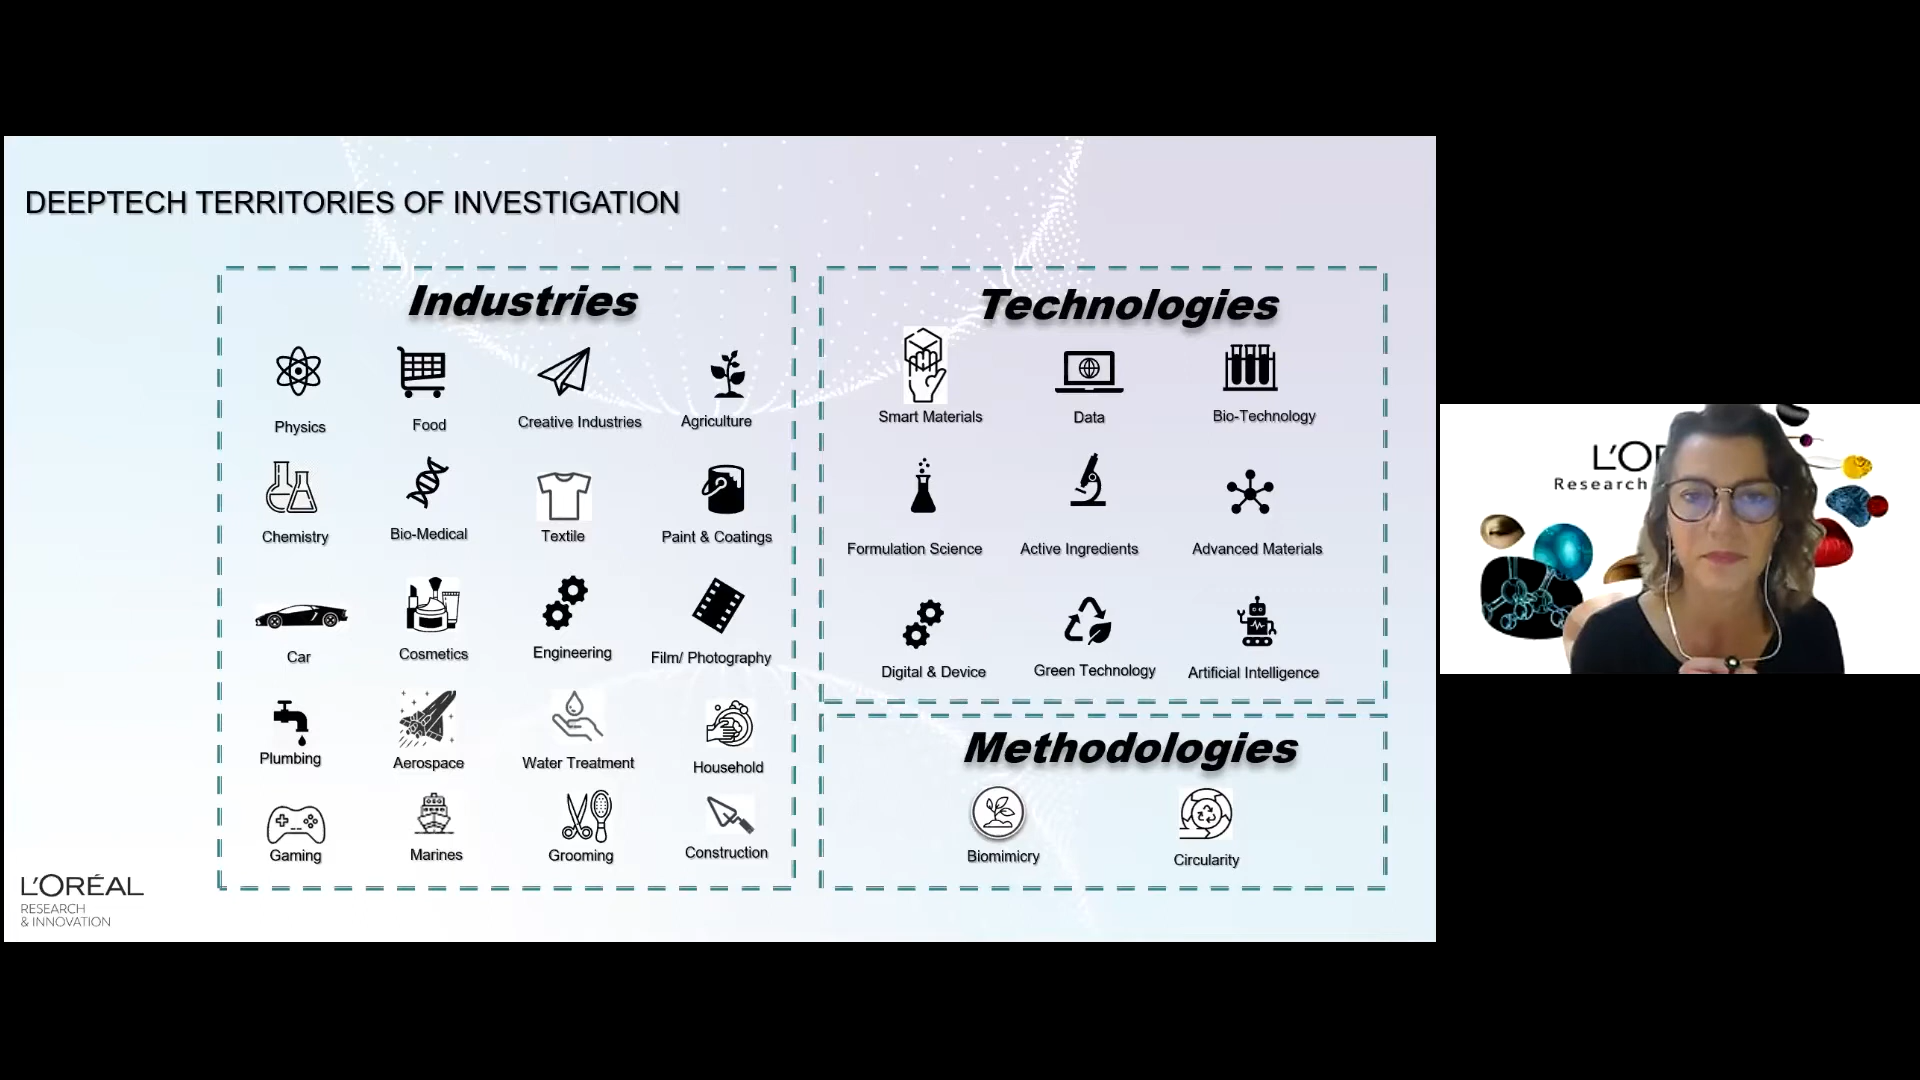 DEEPTECH TERRITORIES OF INVESTIGATION
Industries
Physics
Food
Creative Industries
Agriculture
Chemistry
Bio-Medical
Textile
Paint & Coatings
Car
Cosmetics
Engineering
Film/ Photography
Plumbing
Aerospace
Water Treatment
Household
Gaming
Marines
Grooming
Construction
Technologies
Smart Materials
Data
Bio-Technology
Formulation Science
Active Ingredients
Advanced Materials
Digital & Device
Green Technology
Artificial Intelligence
Methodologies
Biomimicry
Circularity
L'ORÉAL
RESEARCH
& INNOVATION
L'O
Research